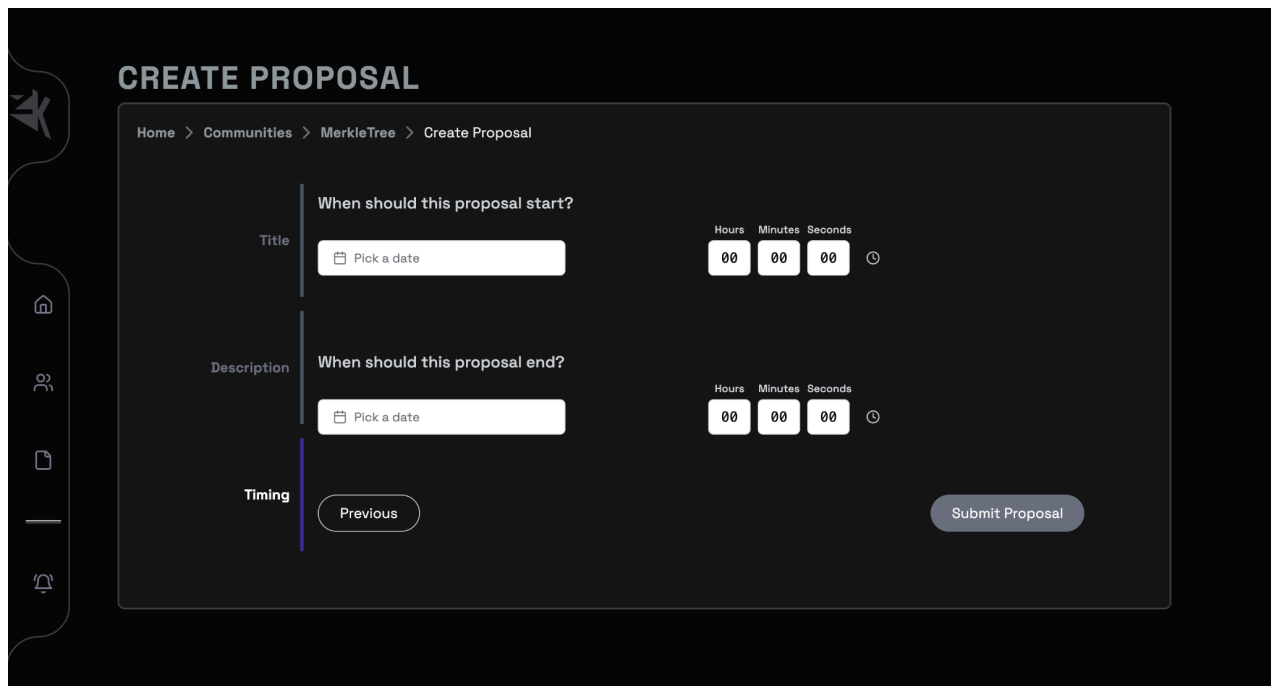 CREATE PROPOSAL
Home > Communities > MerkleTree > Create Proposal
Title
When should this proposal start?
Pick a date
Hours Minutes Seconds
00 00 00
Description
When should this proposal end?
Pick a date
Hours Minutes Seconds
00 00 00
Timing
Previous
Submit Proposal